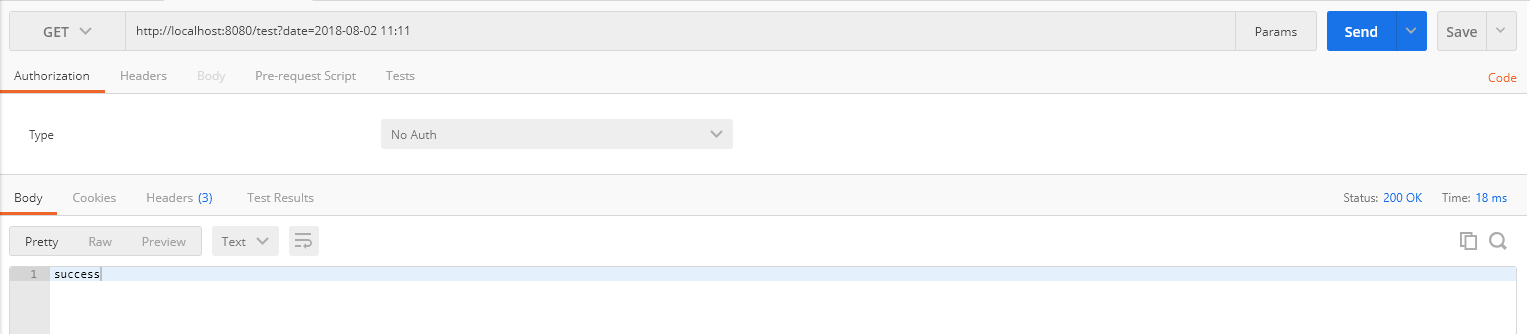 GET http://localhost:8080/test?date=2018-08-02 11:11 Params Send Save
Authorization Headers Body Pre-request Script Tests Code
Type No Auth
Body Cookies Headers (3) Test Results Status: 200 OK Time: 18 ms
Pretty Raw Preview Text
1 success